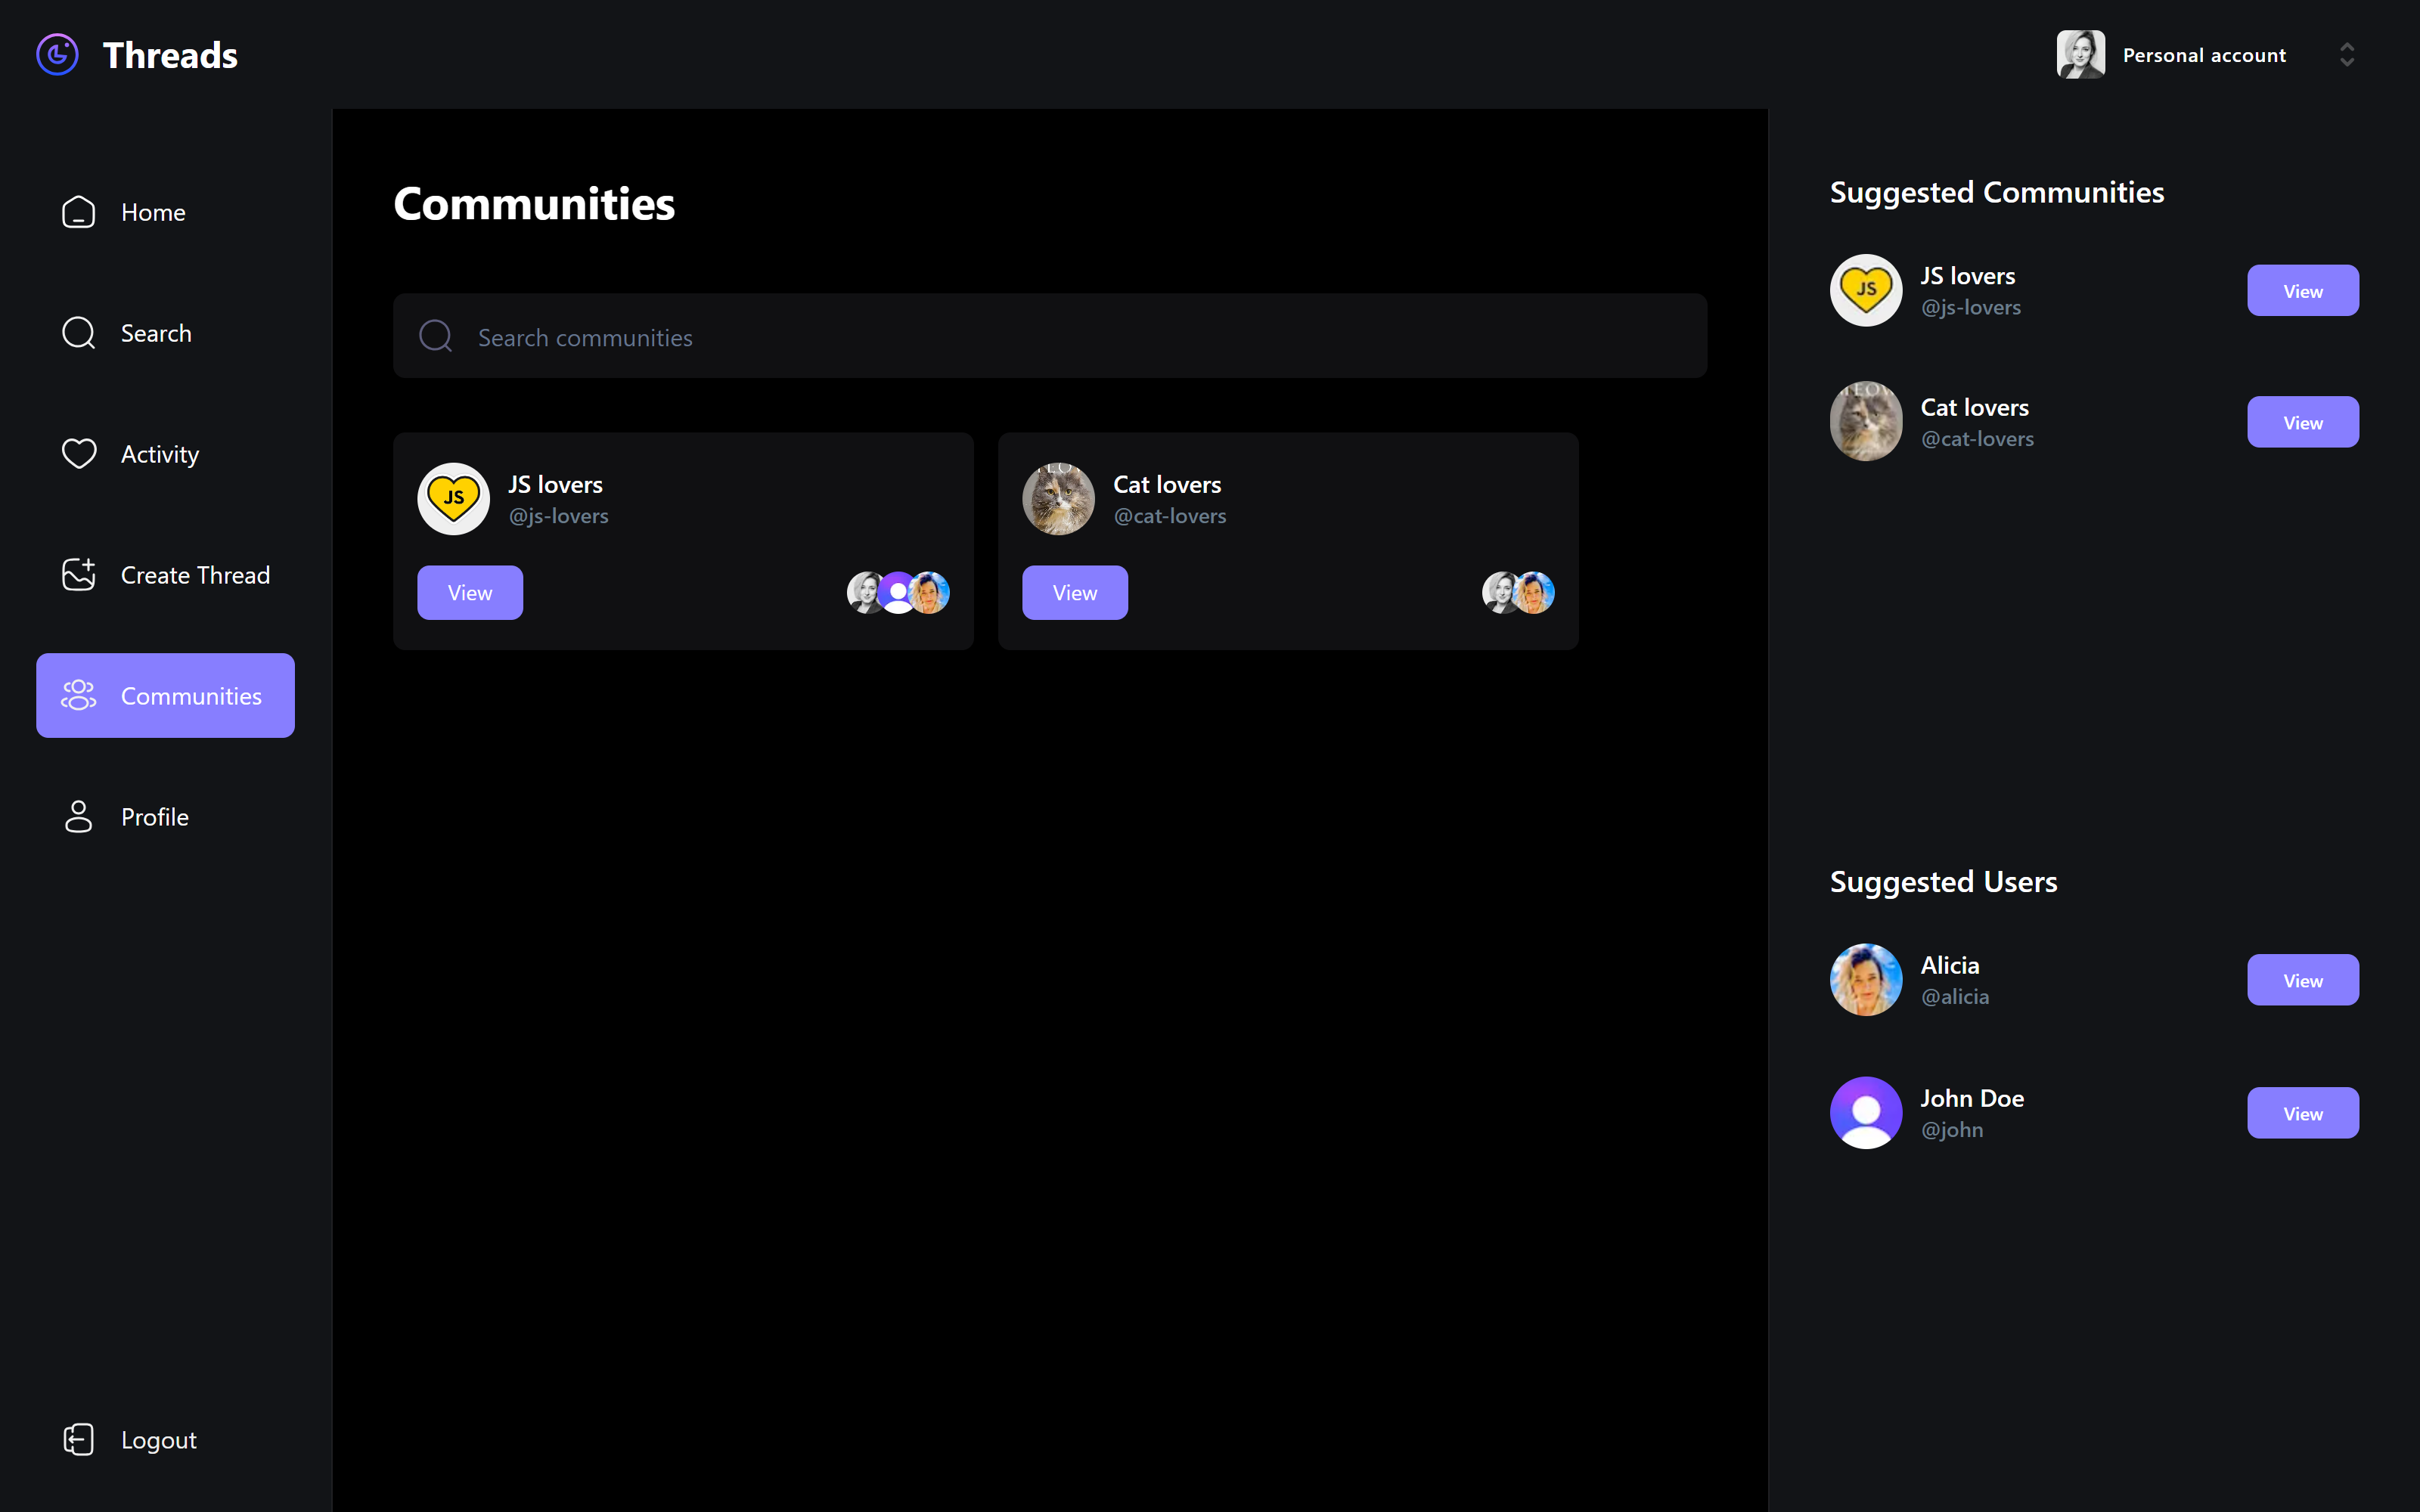 Threads
Personal account
Home
Search
Activity
Create Thread
Communities
Profile
Logout
Communities
Search communities
JS
JS lovers
@js-lovers
View
Cat lovers
@cat-lovers
View
Suggested Communities
JS
JS lovers
@js-lovers
View
Cat lovers
@cat-lovers
View
Suggested Users
Alicia
@alicia
View
John Doe
@john
View